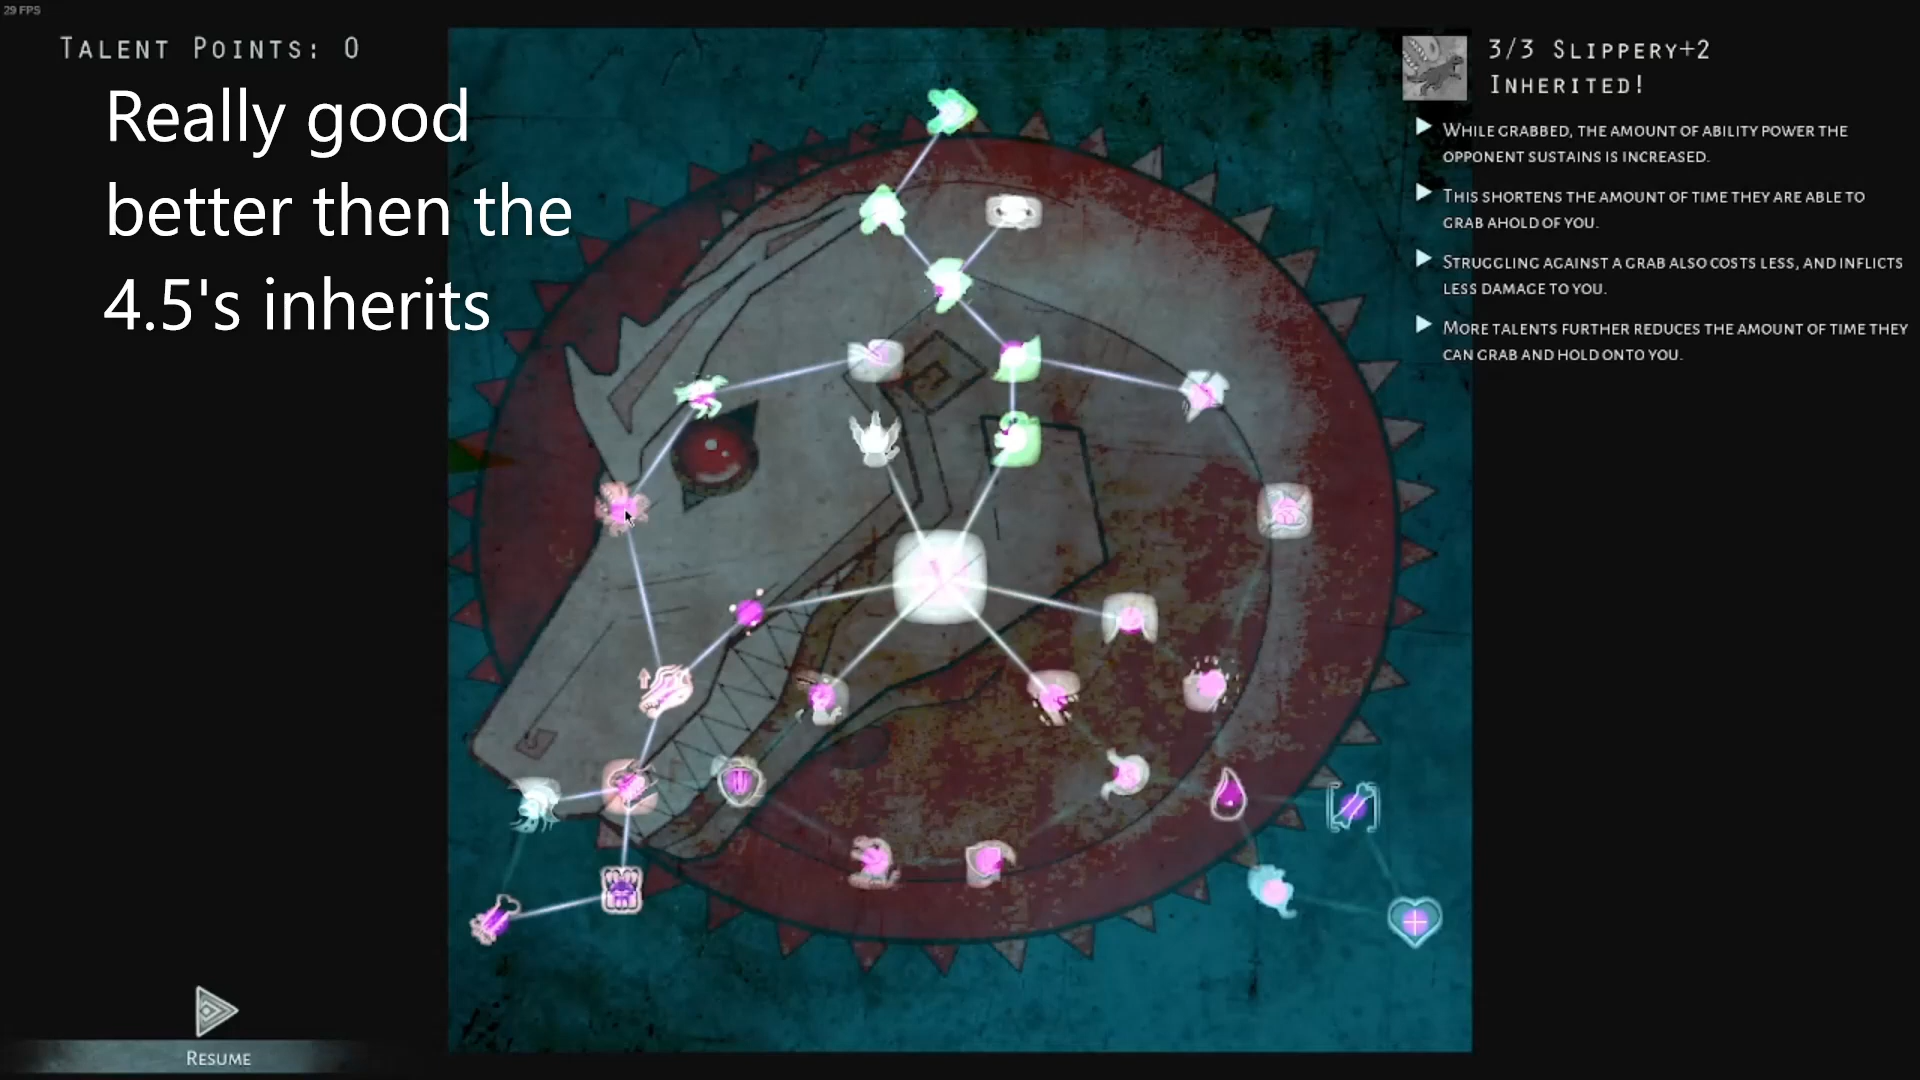 29 FPS
Talent Points: 0
Really good
better then the
4.5's inherits
3/3 Slippery+2
Inherited!
While grabbed, the amount of ability power the
opponent sustains is increased.
This shortens the amount of time they are able to
grab ahold of you.
Struggling against a grab also costs less, and inflicts
less damage to you.
More talents further reduces the amount of time they
can grab and hold onto you.
Resume